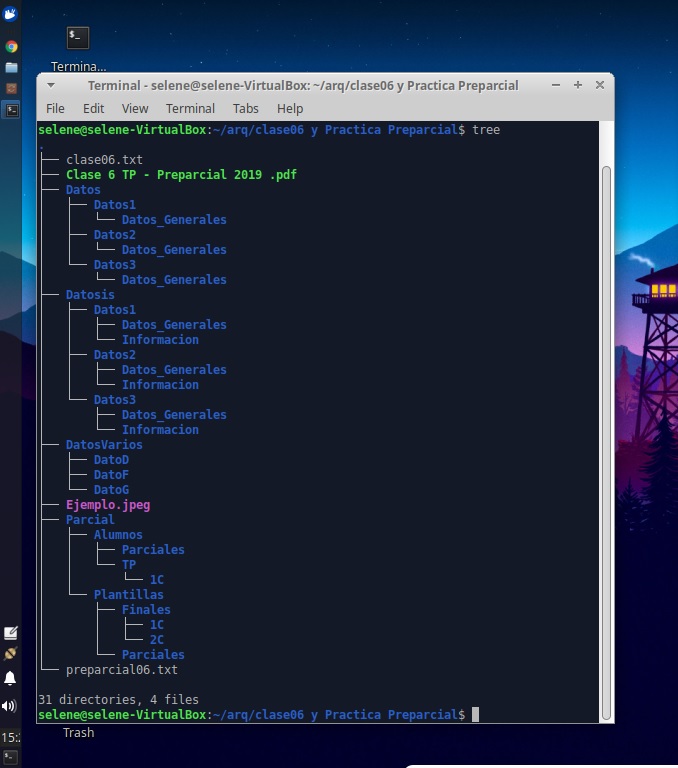 Termina...
Terminal - selene@selene-VirtualBox: ~/arq/clase06 y Practica Preparcial
File Edit View Terminal Tabs Help
selene@selene-VirtualBox:~/arq/clase06 y Practica Preparcial$ tree
.
├── clase06.txt
├── Clase 6 TP - Preparcial 2019 .pdf
├── Datos
│   ├── Datos1
│   │   └── Datos_Generales
│   ├── Datos2
│   │   └── Datos_Generales
│   └── Datos3
│       └── Datos_Generales
├── Datosis
│   ├── Datos1
│   │   ├── Datos_Generales
│   │   └── Informacion
│   ├── Datos2
│   │   ├── Datos_Generales
│   │   └── Informacion
│   └── Datos3
│       ├── Datos_Generales
│       └── Informacion
├── DatosVarios
│   ├── DatoD
│   ├── DatoF
│   └── DatoG
├── Ejemplo.jpeg
├── Parcial
│   ├── Alumnos
│   │   ├── Parciales
│   │   └── TP
│   │       └── 1C
│   └── Plantillas
│       ├── Finales
│       │   ├── 1C
│       │   └── 2C
│       └── Parciales
└── preparcial06.txt
31 directories, 4 files
selene@selene-VirtualBox:~/arq/clase06 y Practica Preparcial$
Trash
15: